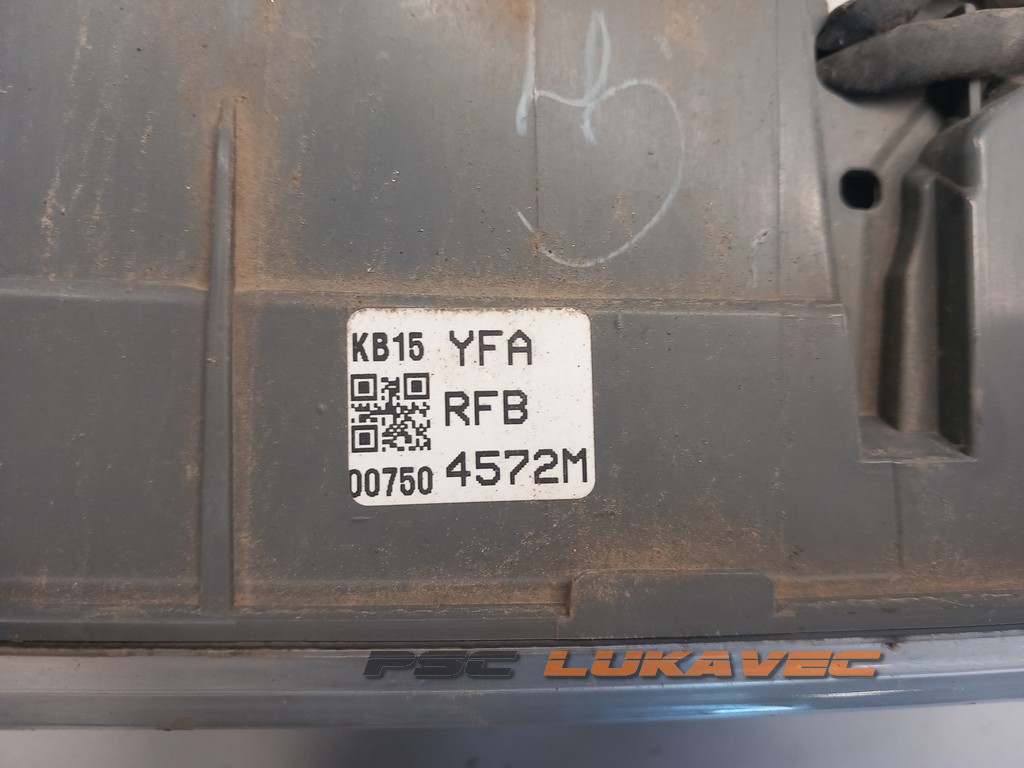 KB15 YFA
RFB
00750 4572M
PSC LUKAVEC